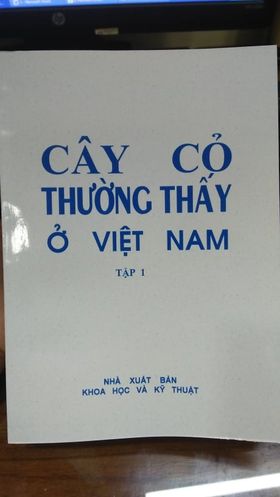 CÂY CỎ
THƯỜNG THẤY
Ở VIỆT NAM
TẬP 1
NHÀ XUẤT BẢN
KHOA HỌC VÀ KỸ THUẬT